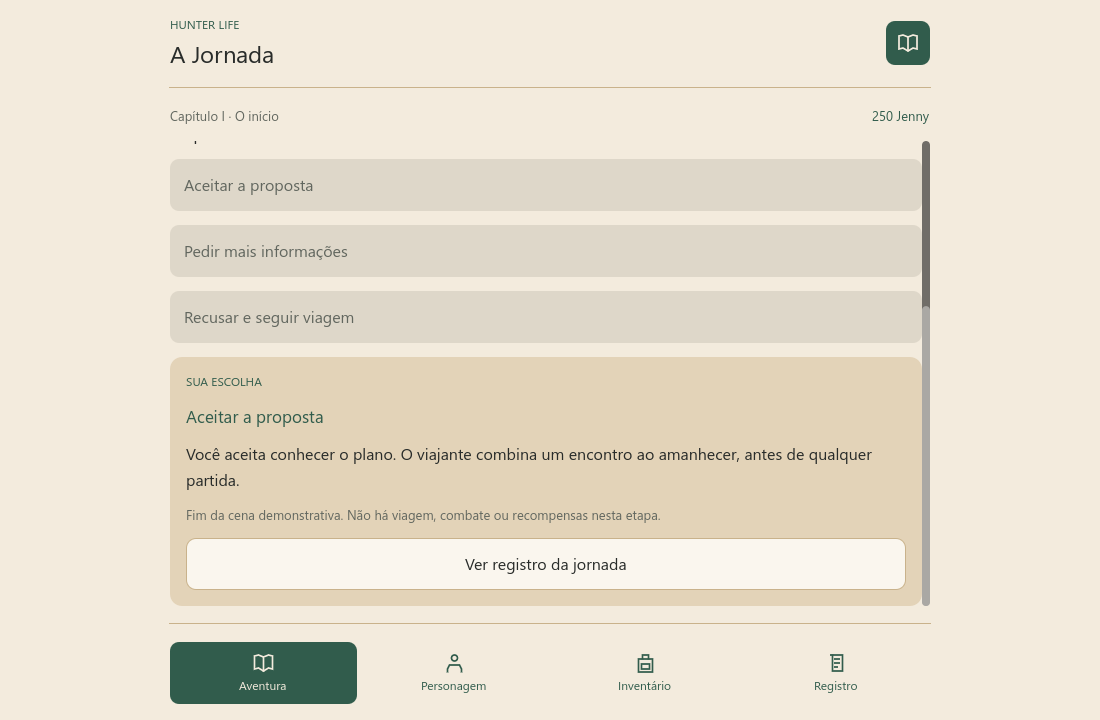 HUNTER LIFE
A Jornada
Capítulo I · O início
250 Jenny
Aceitar a proposta
Pedir mais informações
Recusar e seguir viagem
SUA ESCOLHA
Aceitar a proposta
Você aceita conhecer o plano. O viajante combina um encontro ao amanhecer, antes de qualquer
partida.
Fim da cena demonstrativa. Não há viagem, combate ou recompensas nesta etapa.
Ver registro da jornada
Aventura
Personagem
Inventário
Registro